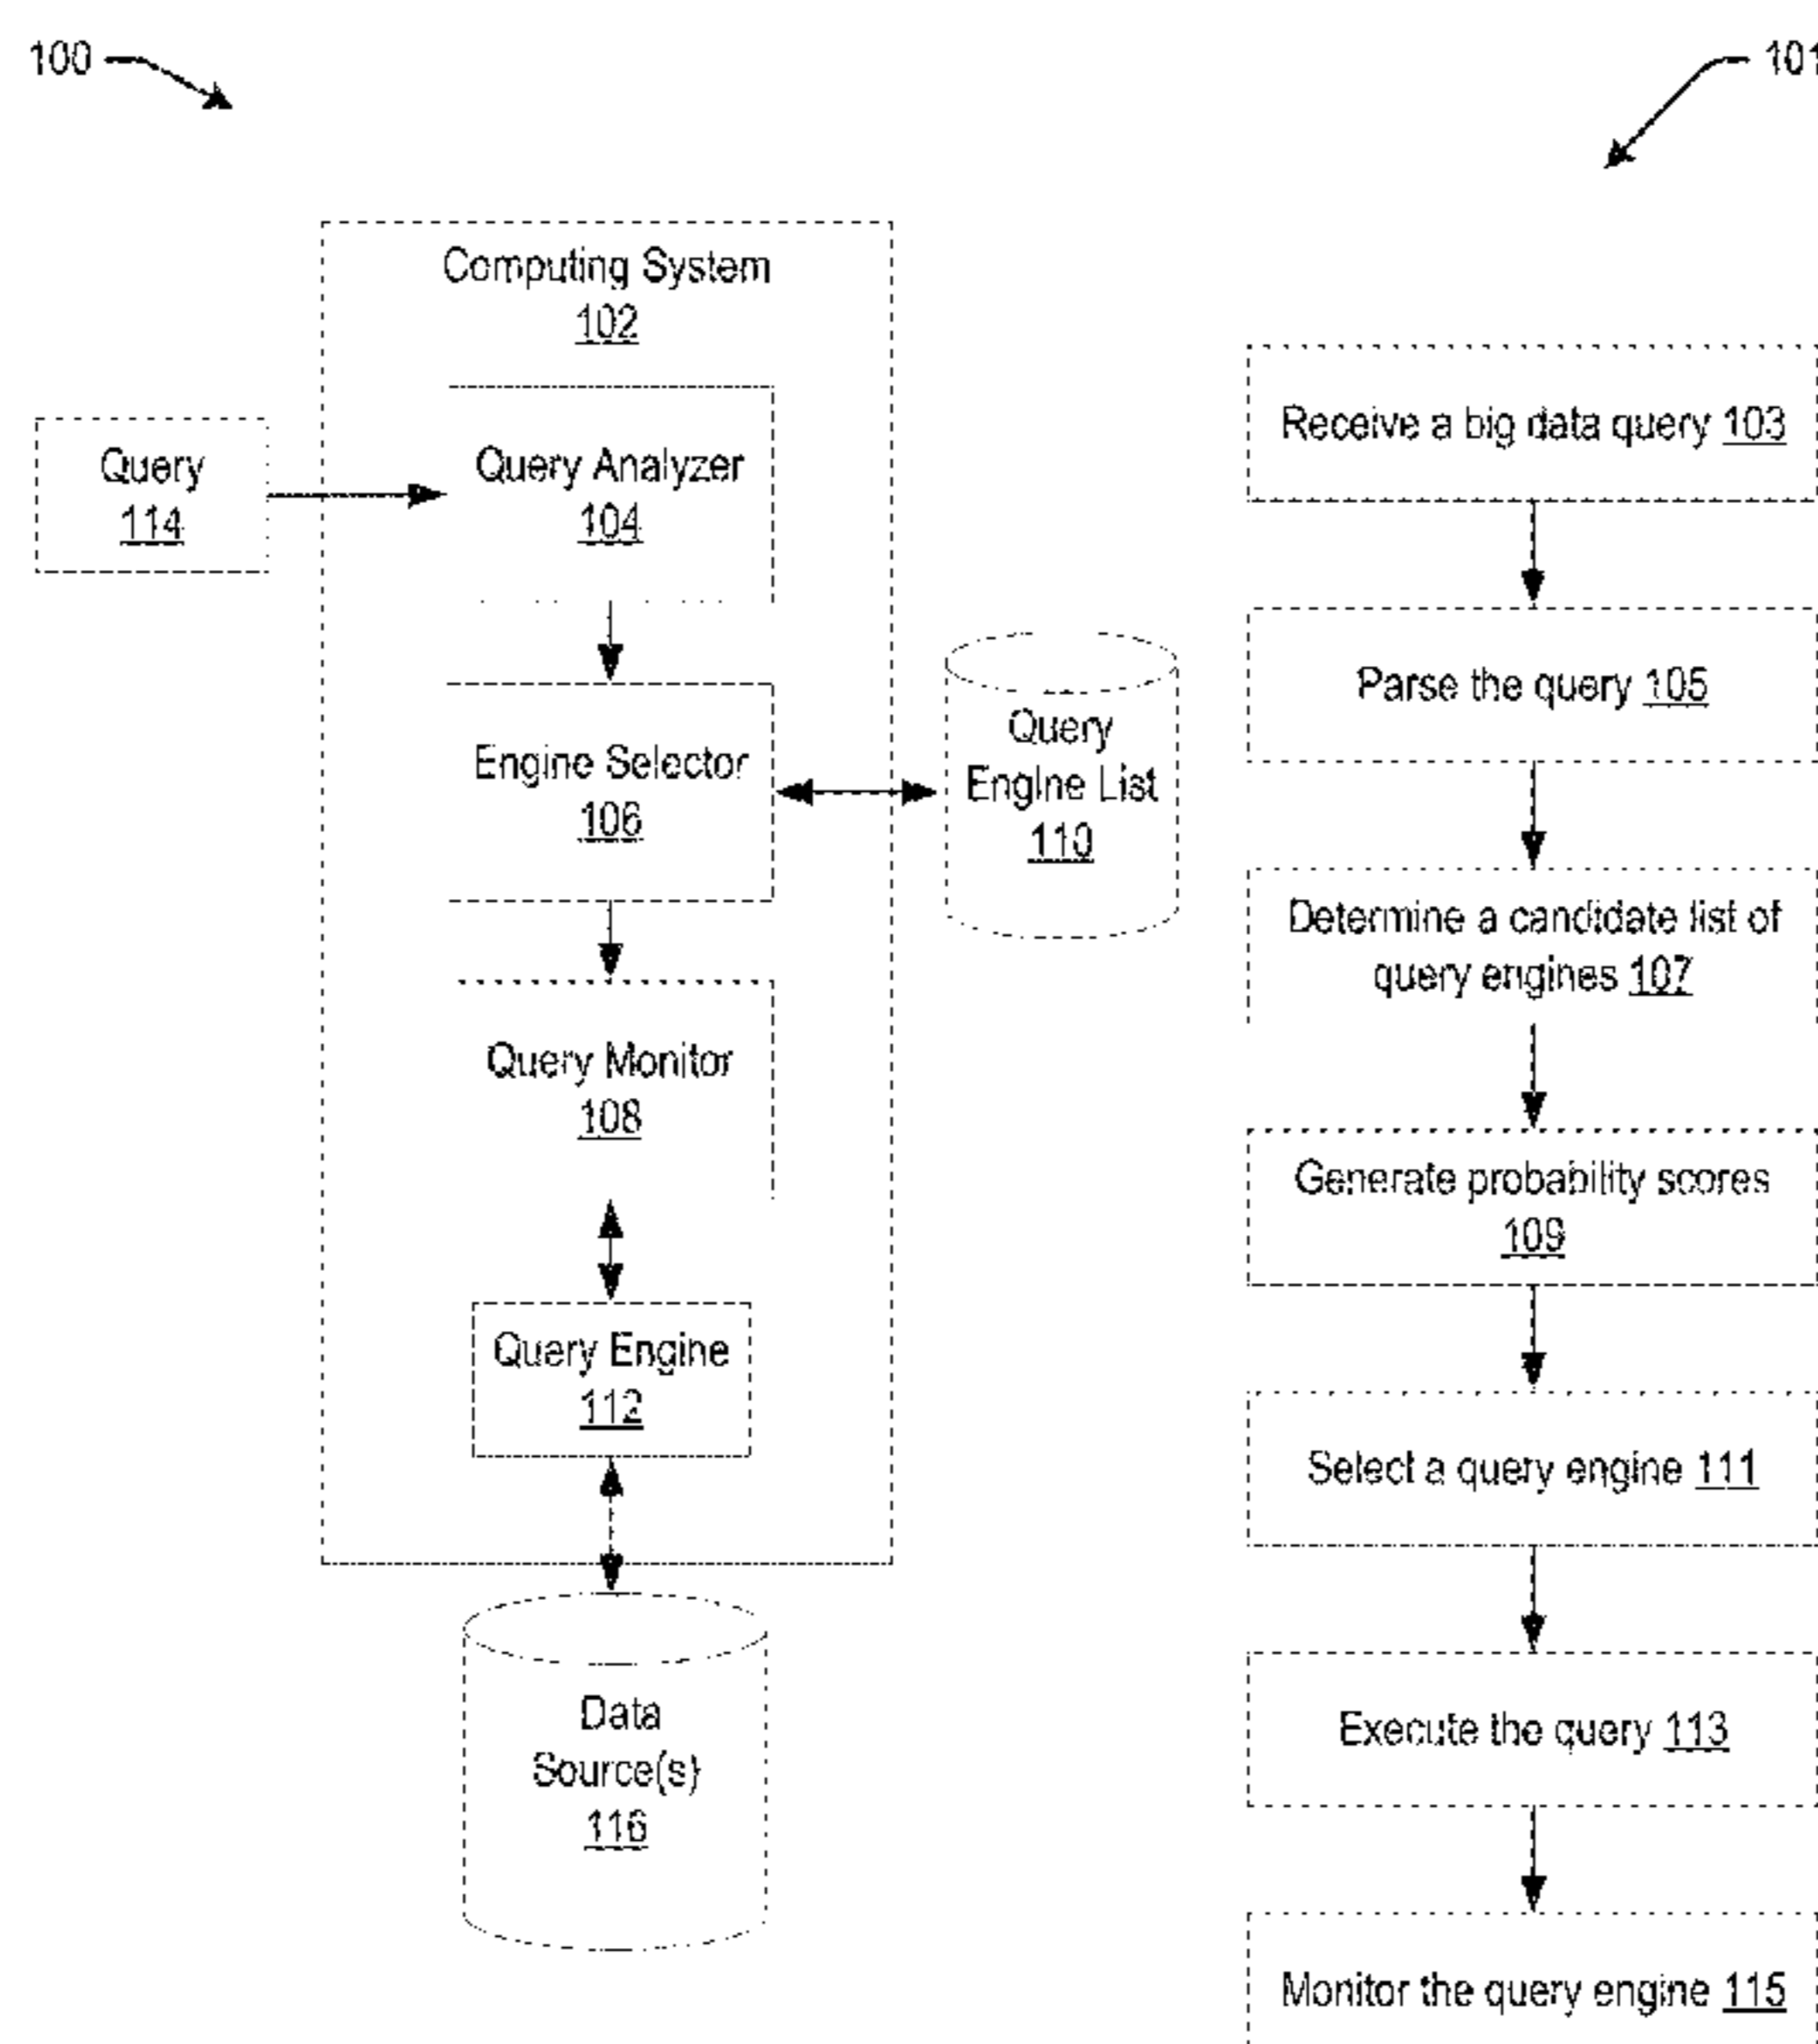 100
Computing System
102
Query
114
Query Analyzer
104
Engine Selector
106
Query
Engine List
110
Query Monitor
108
Query Engine
112
Data
Source(s)
116
101
Receive a big data query 103
Parse the query 105
Determine a candidate list of
query engines 107
Generate probability scores
109
Select a query engine 111
Execute the query 113
Monitor the query engine 115